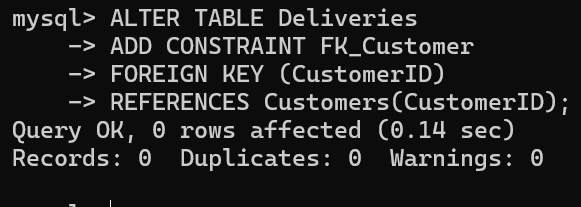 mysql> ALTER TABLE Deliveries
    -> ADD CONSTRAINT FK_Customer
    -> FOREIGN KEY (CustomerID)
    -> REFERENCES Customers(CustomerID);
Query OK, 0 rows affected (0.14 sec)
Records: 0  Duplicates: 0  Warnings: 0